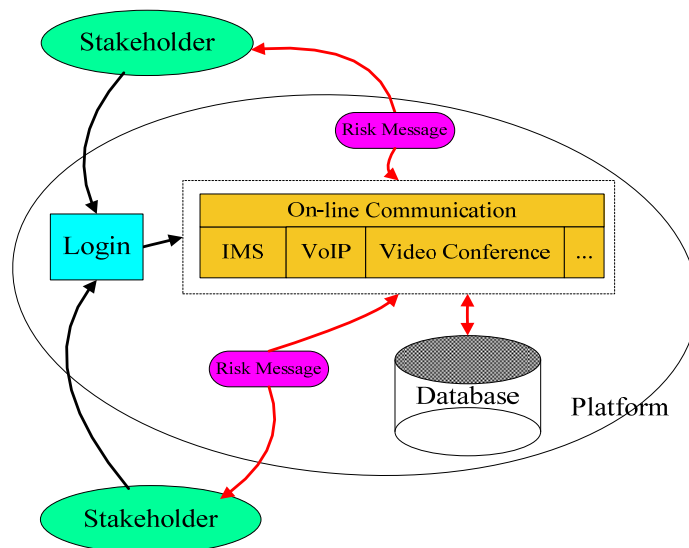 Stakeholder
Risk Message
On-line Communication
Login
IMS
VoIP
Video Conference
...
Risk Message
Database
Platform
Stakeholder